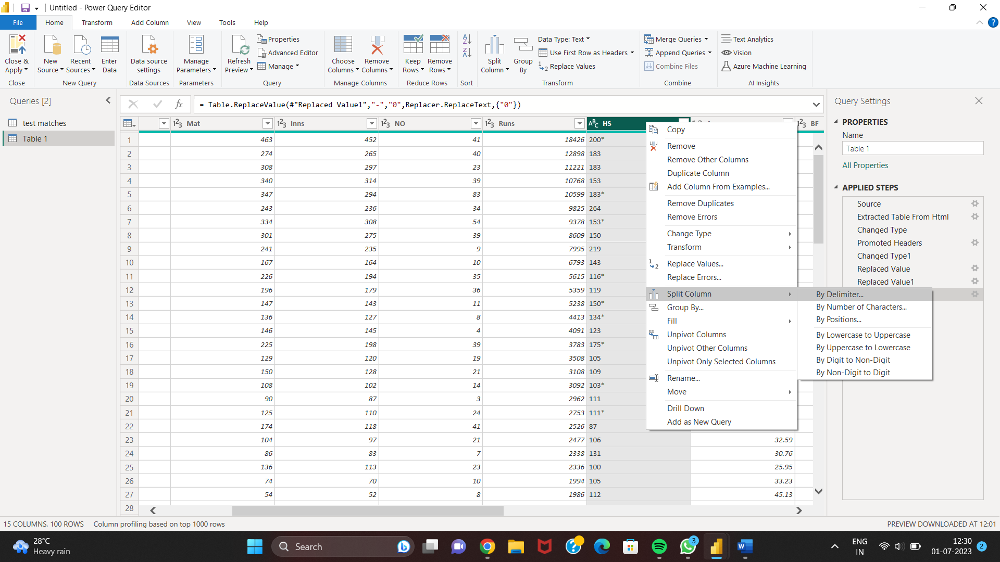 Untitled - Power Query Editor
File Home Transform Add Column View Tools Help
Close & Apply
Close
New Source
Recent Sources
Enter Data
New Query
Data source settings
Data Sources
Manage Parameters
Parameters
Refresh Preview
Properties
Advanced Editor
Manage
Query
Choose Columns
Remove Columns
Manage Columns
Keep Rows
Remove Rows
Reduce Rows
Sort
Split Column
Group By
Data Type: Text
Use First Row as Headers
Replace Values
Transform
Merge Queries
Append Queries
Combine Files
Combine
Text Analytics
Vision
Azure Machine Learning
AI Insights
Queries [2]
test matches
Table 1
fx = Table.ReplaceValue(#"Replaced Value1","-","0",Replacer.ReplaceText,{"0"})
Mat Inns NO Runs HS BF
1 463 452 41 18426 200*
2 274 265 40 12898 183
3 308 297 23 11221 183
4 340 314 39 10768 153
5 347 294 83 10599 183*
6 243 236 34 9825 264
7 334 308 54 9378 153*
8 301 275 39 8609 150
9 241 235 9 7995 219
10 167 164 10 6793 143
11 226 194 35 5615 116*
12 196 179 36 5359 119
13 147 143 11 5238 150*
14 136 127 8 4413 134*
15 146 145 4 4091 123
16 225 198 39 3783 175*
17 129 120 19 3508 105
18 150 128 21 3108 109
19 108 102 14 3092 103*
20 90 87 3 2962 111
21 125 110 24 2753 111*
22 174 118 41 2526 87
23 104 97 21 2477 106 32.59
24 86 83 7 2338 131 30.76
25 136 113 23 2336 100 25.95
26 74 70 10 1994 105 33.23
27 54 52 8 1986 112 45.13
28
Copy
Remove
Remove Other Columns
Duplicate Column
Add Column From Examples...
Remove Duplicates
Remove Errors
Change Type
Transform
Replace Values...
Replace Errors...
Split Column
Group By...
Fill
Unpivot Columns
Unpivot Other Columns
Unpivot Only Selected Columns
Rename...
Move
Drill Down
Add as New Query
By Delimiter...
By Number of Characters...
By Positions...
By Lowercase to Uppercase
By Uppercase to Lowercase
By Digit to Non-Digit
By Non-Digit to Digit
Query Settings
PROPERTIES
Name
Table 1
All Properties
APPLIED STEPS
Source
Extracted Table From Html
Changed Type
Promoted Headers
Changed Type1
Replaced Value
Replaced Value1
15 COLUMNS, 100 ROWS Column profiling based on top 1000 rows
PREVIEW DOWNLOADED AT 12:01
28°C
Heavy rain
Search
3
ENG
IN
12:30
01-07-2023
2